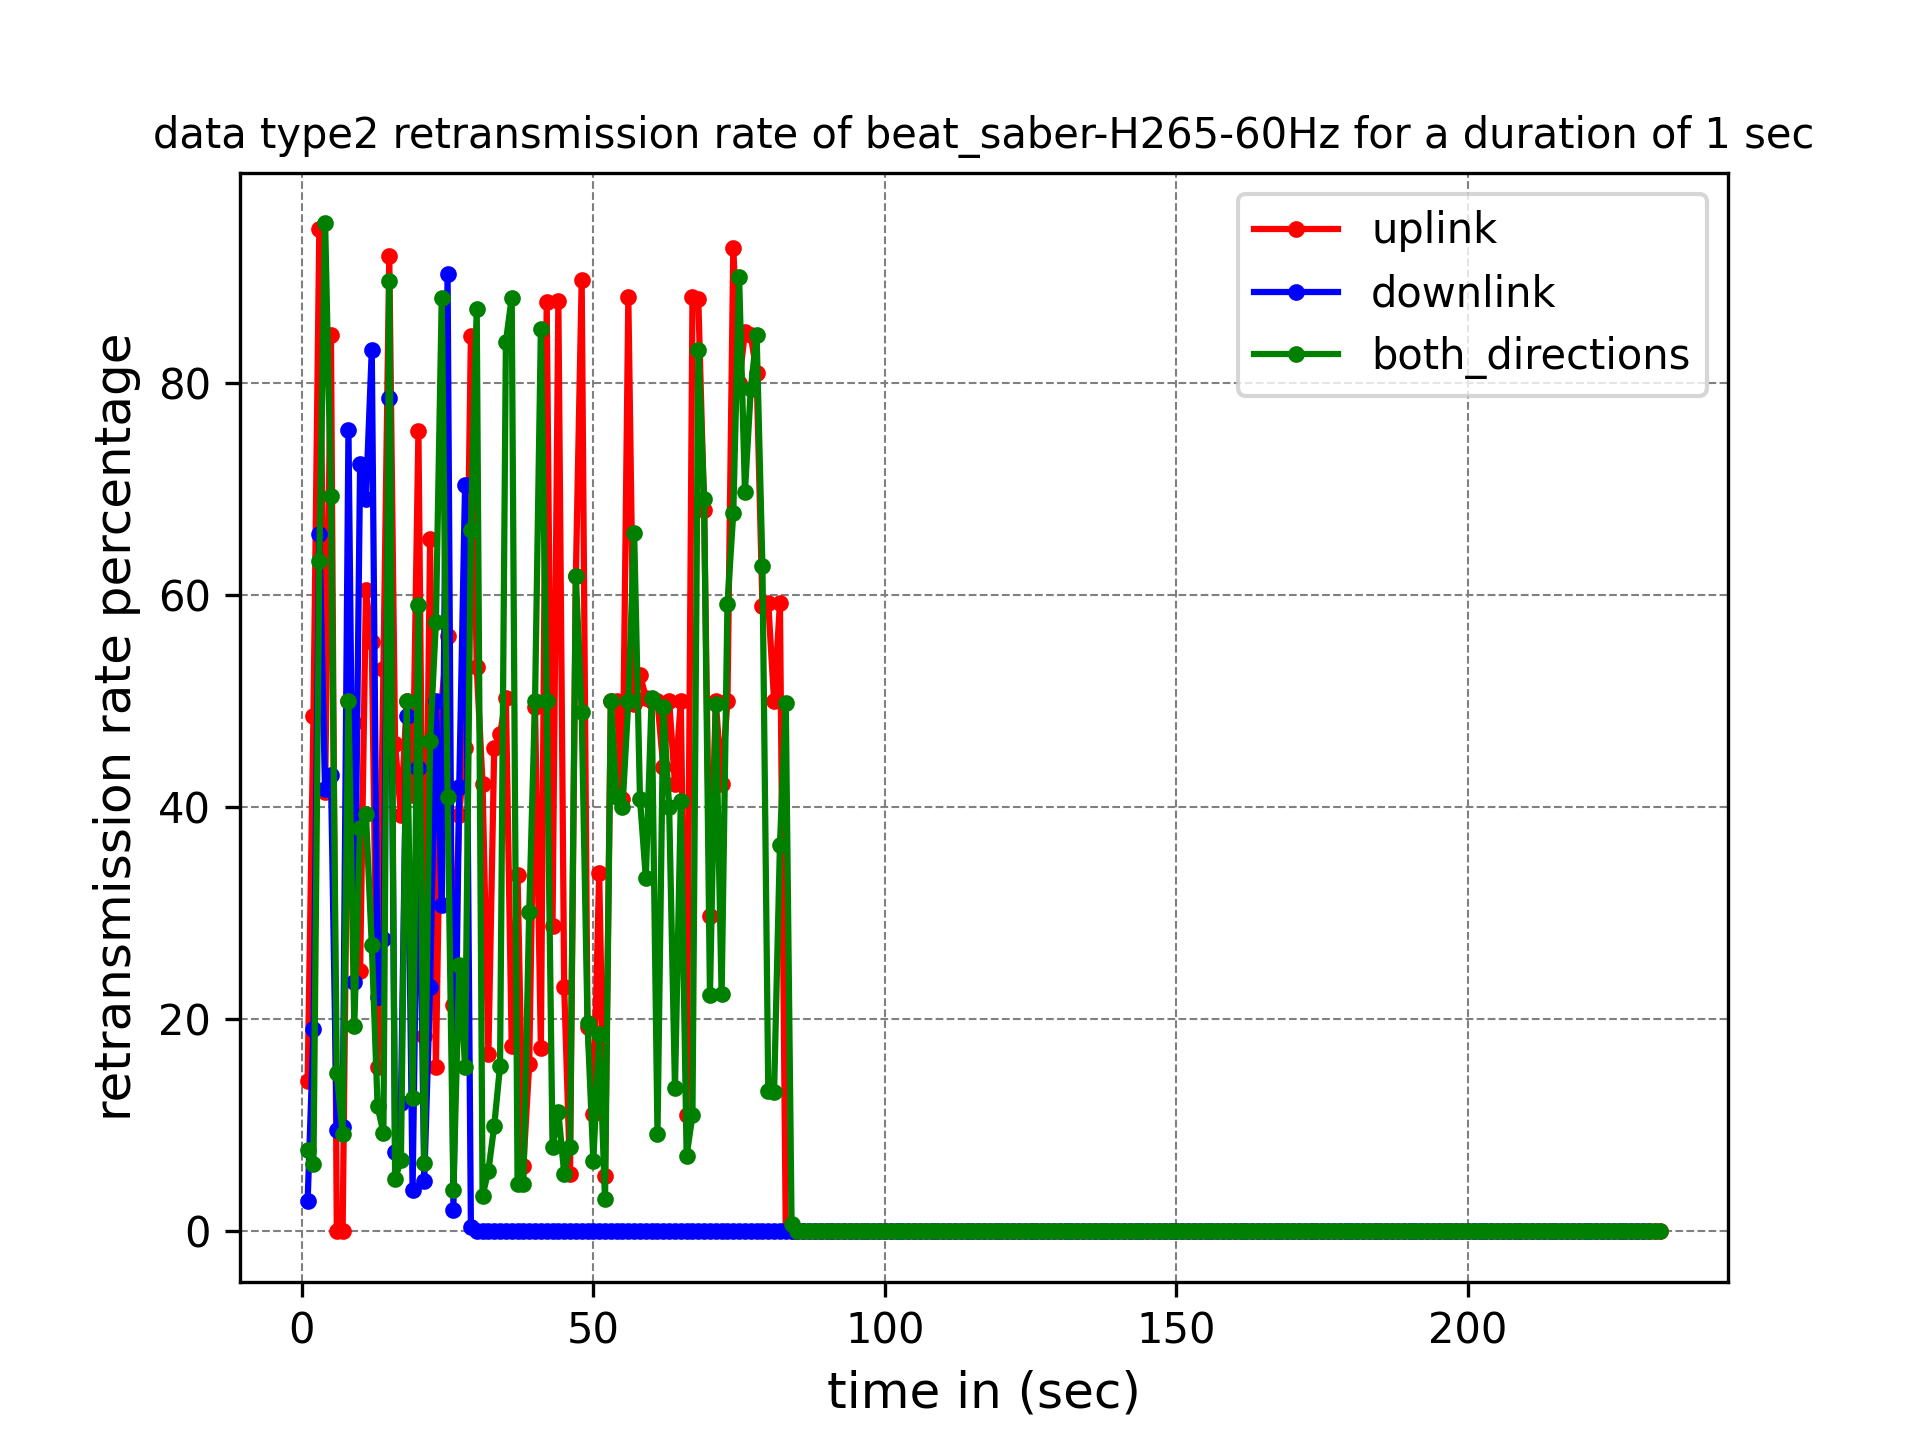 data type2 retransmission rate of beat_saber-H265-60Hz for a duration of 1 sec
uplink
downlink
both_directions
retransmission rate percentage
80
60
40
20
0
0 50 100 150 200
time in (sec)